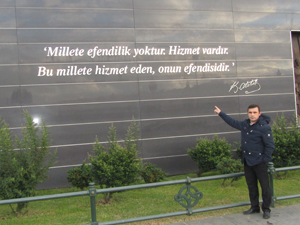 'Millete efendilik yoktur. Hizmet vardır.
Bu millete hizmet eden, onun efendisidir.'